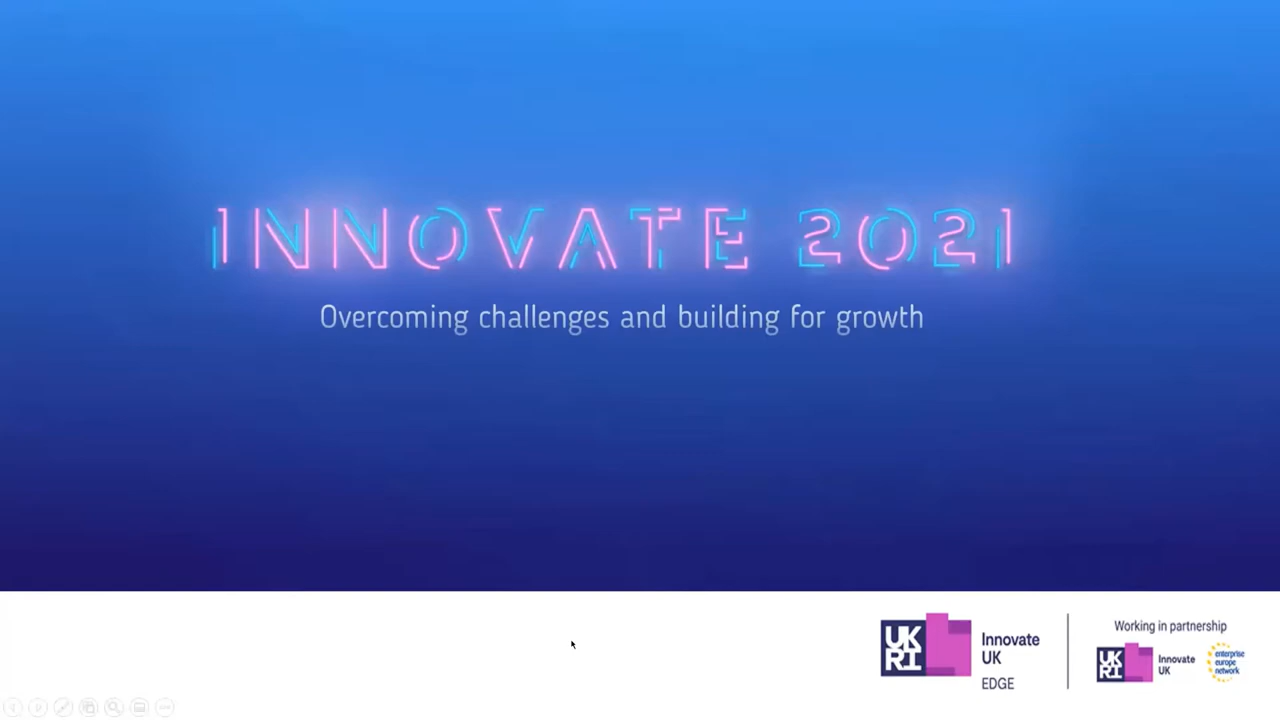 INNOVATE 2021
Overcoming challenges and building for growth
UK
RI
Innovate
UK
EDGE
Working in partnership
UK
RI
Innovate
UK
enterprise
europe
network